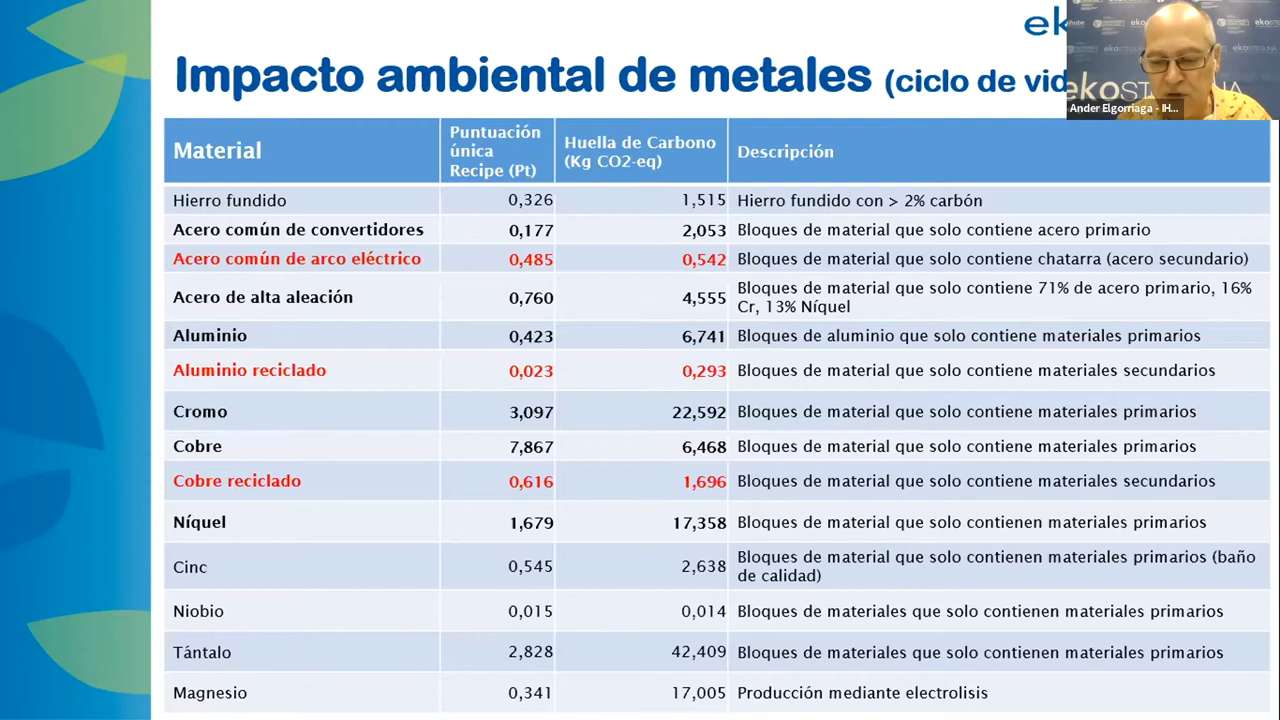 ek
Impacto ambiental de metales (ciclo de vid
ekoSTEGUNA
Ander Elgorriaga - IH...
Material
Puntuación
única
Recipe (Pt)
Huella de Carbono
(Kg CO2-eq)
Descripción
Hierro fundido 0,326 1,515 Hierro fundido con > 2% carbón
Acero común de convertidores 0,177 2,053 Bloques de material que solo contiene acero primario
Acero común de arco eléctrico 0,485 0,542 Bloques de material que solo contiene chatarra (acero secundario)
Acero de alta aleación 0,760 4,555 Bloques de material que solo contiene 71% de acero primario, 16%
Cr, 13% Níquel
Aluminio 0,423 6,741 Bloques de aluminio que solo contiene materiales primarios
Aluminio reciclado 0,023 0,293 Bloques de material que solo contiene materiales secundarios
Cromo 3,097 22,592 Bloques de material que solo contiene materiales primarios
Cobre 7,867 6,468 Bloques de material que solo contiene materiales primarios
Cobre reciclado 0,616 1,696 Bloques de material que solo contiene materiales secundarios
Níquel 1,679 17,358 Bloques de material que solo contienen materiales primarios
Cinc 0,545 2,638 Bloques de material que solo contienen materiales primarios (baño
de calidad)
Niobio 0,015 0,014 Bloques de materiales que solo contienen materiales primarios
Tántalo 2,828 42,409 Bloques de materiales que solo contienen materiales primarios
Magnesio 0,341 17,005 Producción mediante electrolisis